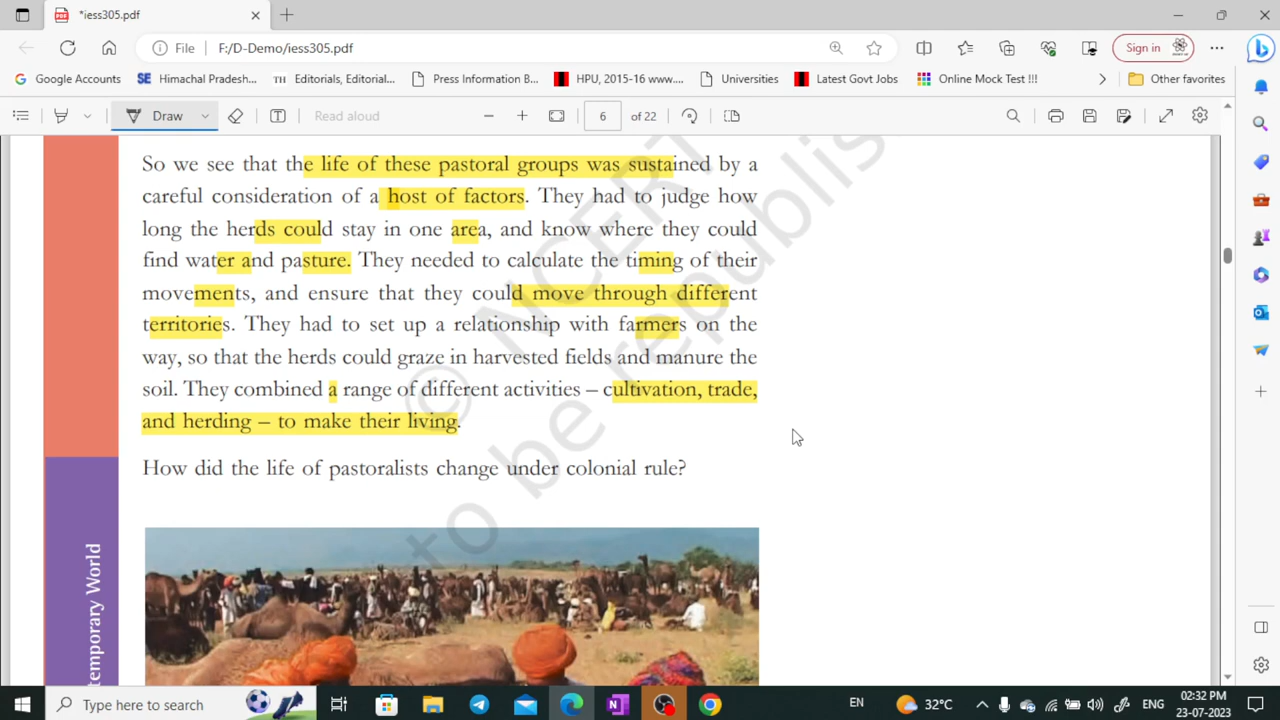 *iess305.pdf
File F:/D-Demo/iess305.pdf Sign in
Google Accounts SE Himachal Pradesh... TH Editorials, Editorial... Press Information B... HPU, 2015-16 www.... Universities Latest Govt Jobs Online Mock Test !!! Other favorites
Draw Read aloud 6 of 22
So we see that the life of these pastoral groups was sustained by a
careful consideration of a host of factors. They had to judge how
long the herds could stay in one area, and know where they could
find water and pasture. They needed to calculate the timing of their
movements, and ensure that they could move through different
territories. They had to set up a relationship with farmers on the
way, so that the herds could graze in harvested fields and manure the
soil. They combined a range of different activities – cultivation, trade,
and herding – to make their living.
How did the life of pastoralists change under colonial rule?
© NCERT
to be republis
temporary World
Type here to search
EN 32°C ENG 02:32 PM
23-07-2023